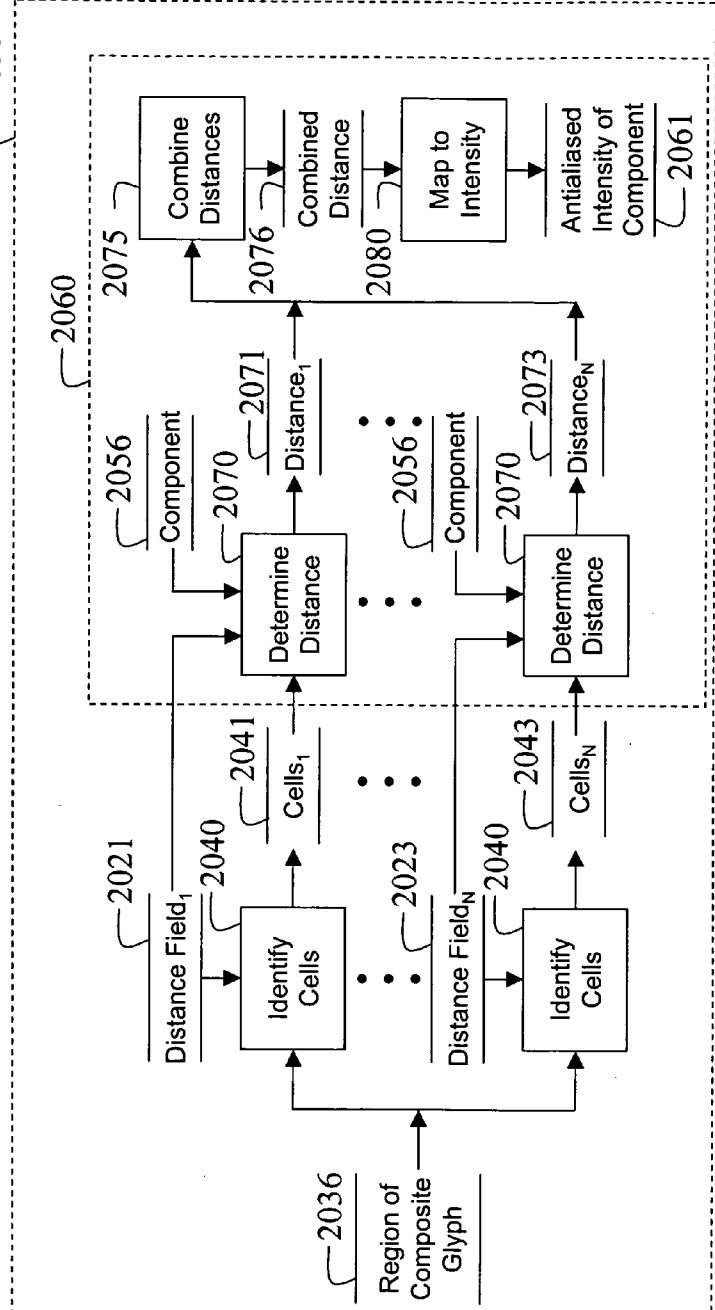 2036
Region of
Composite
Glyph
2021
Distance Field1
2040
Identify
Cells
2041
Cells1
2023
Distance FieldN
2040
Identify
Cells
2043
CellsN
2060
2056
Component
2070
Determine
Distance
2071
Distance1
2056
Component
2070
Determine
Distance
2073
DistanceN
2075
Combine
Distances
2076
Combined
Distance
2080
Map to
Intensity
Antialiased
Intensity of
Component
2061